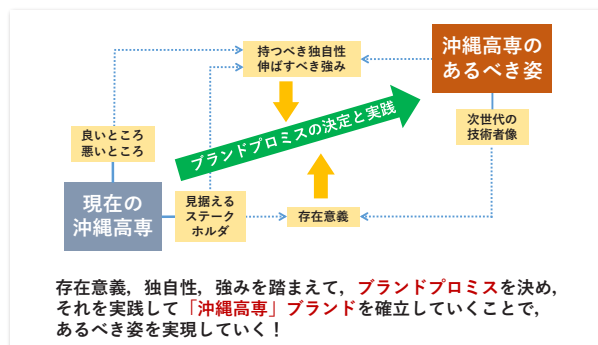 持つべき独自性
伸ばすべき強み
沖縄高専の
あるべき姿
良いところ
悪いところ
ブランドプロミスの決定と実践
次世代の
技術者像
現在の
沖縄高専
見据える
ステーク
ホルダ
存在意義
存在意義，独自性，強みを踏まえて，ブランドプロミスを決め，
それを実践して「沖縄高専」ブランドを確立していくことで，
あるべき姿を実現していく！